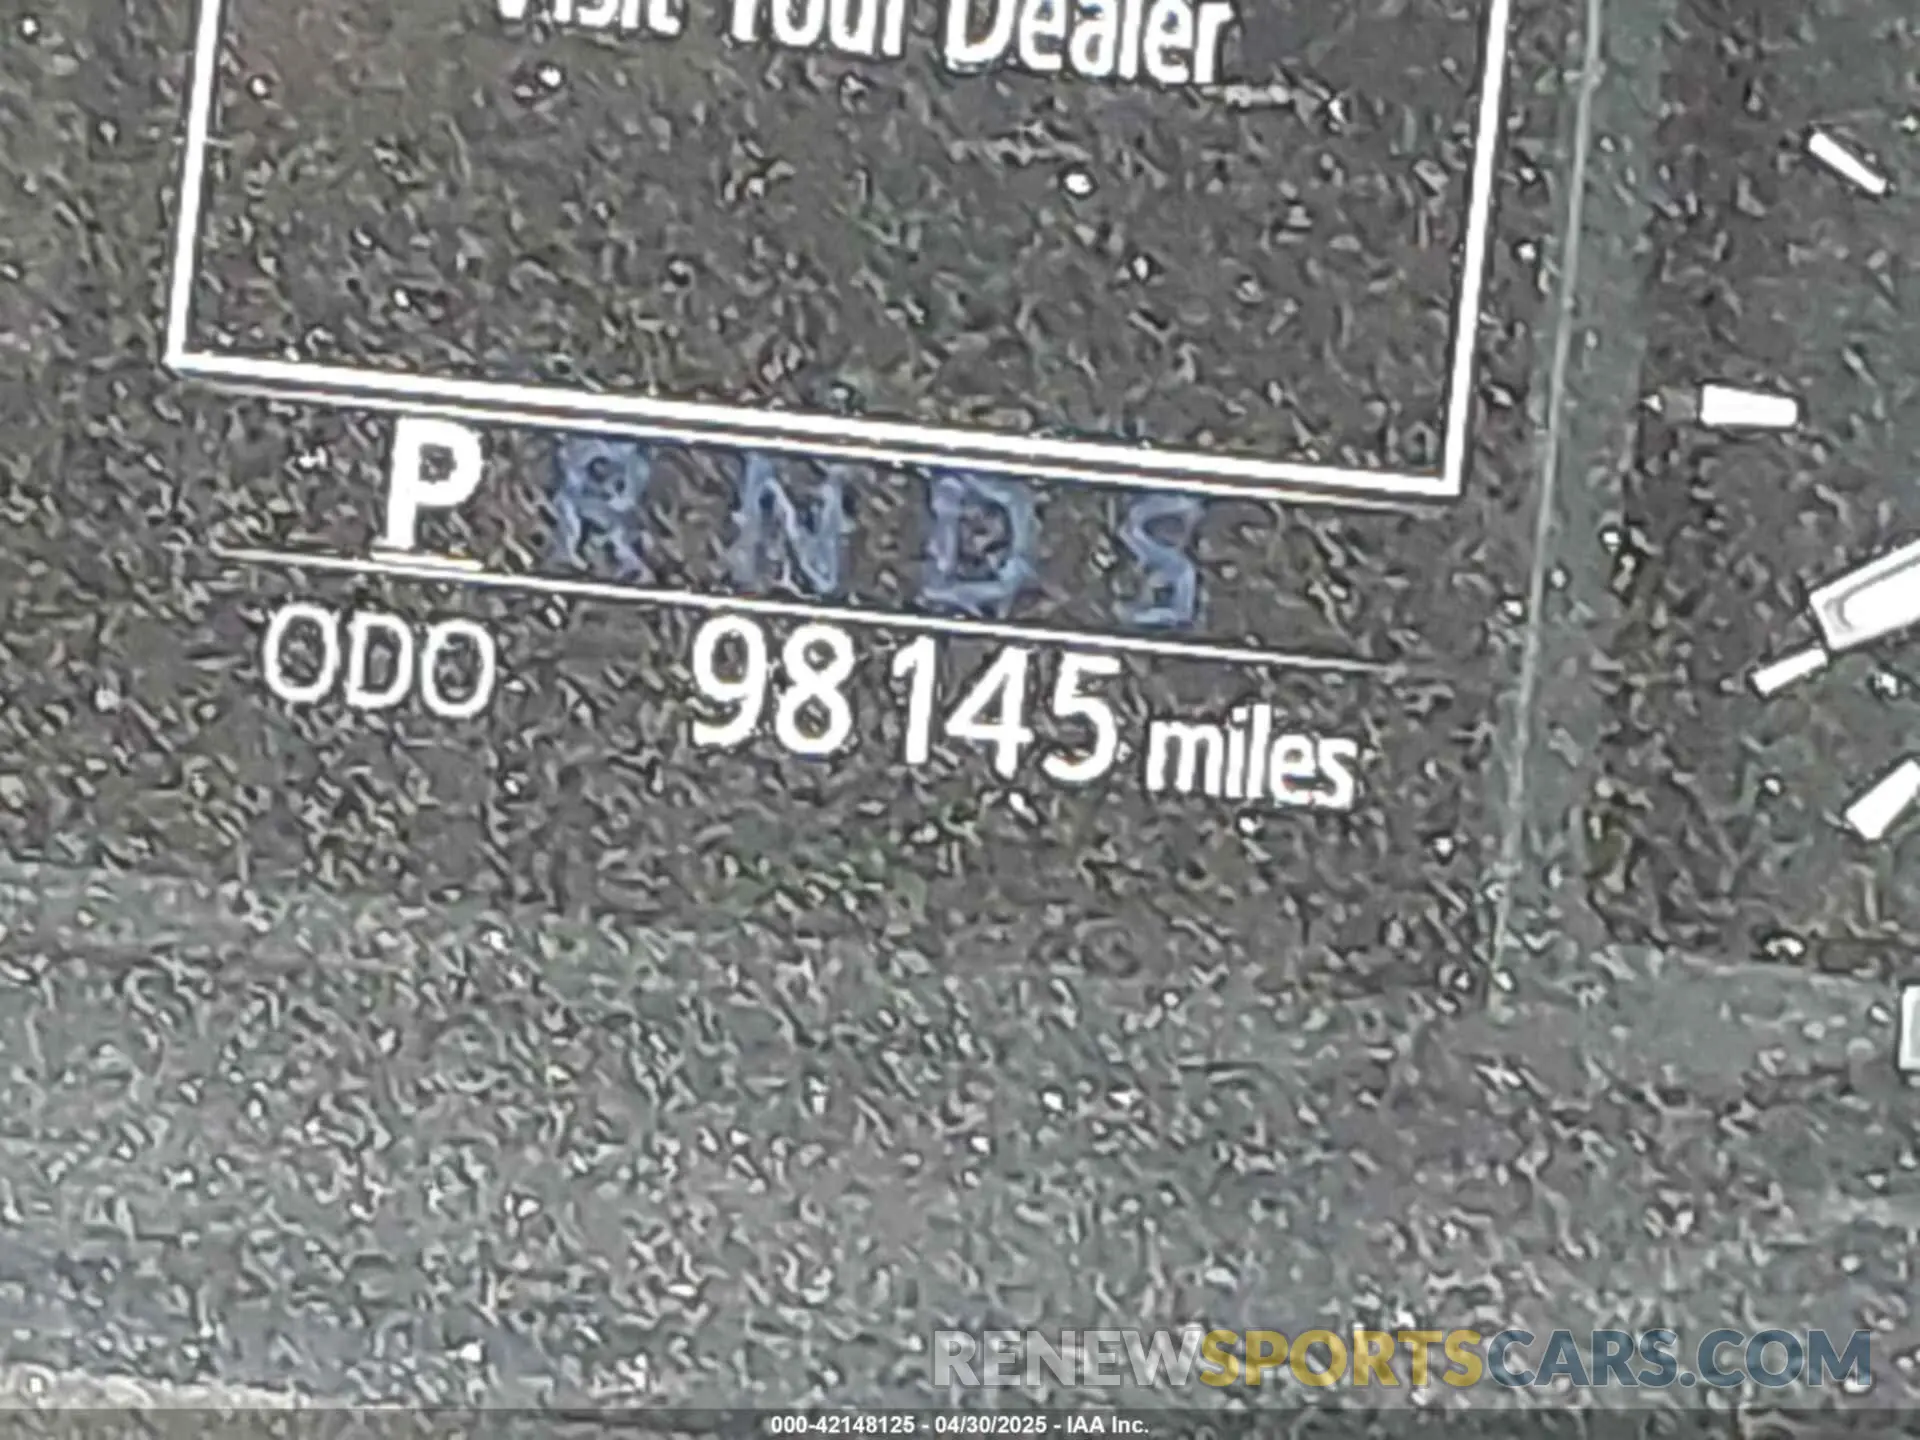 Visit Your Dealer
P R N D S
ODO 98145 miles
RENEWSPORTSCARS.COM
000-42148125 - 04/30/2025 - IAA Inc.